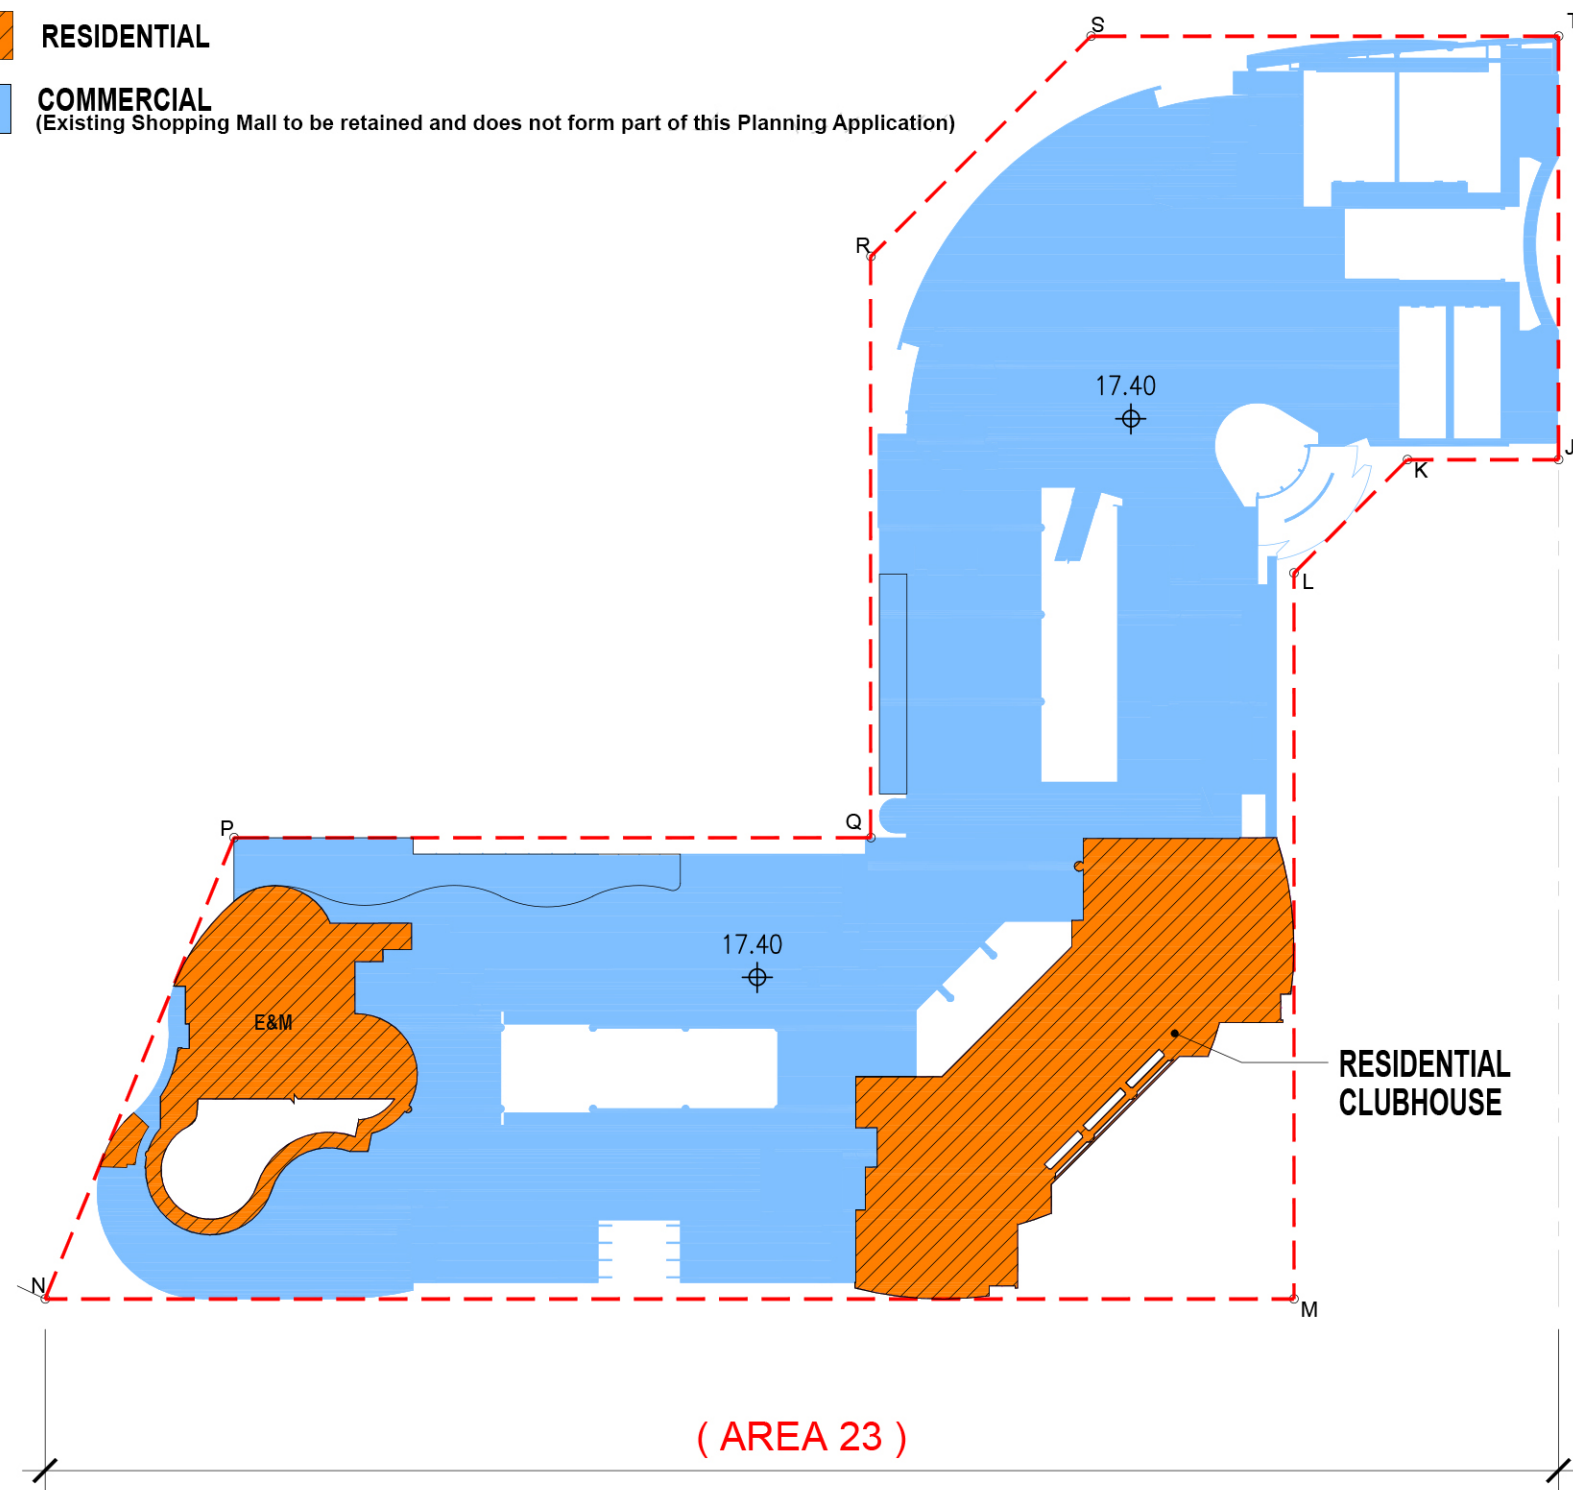 RESIDENTIAL
COMMERCIAL
(Existing Shopping Mall to be retained and does not form part of this Planning Application)
S
T
R
17.40
J
K
L
P
Q
17.40
E&M
RESIDENTIAL
CLUBHOUSE
N
M
( AREA 23 )